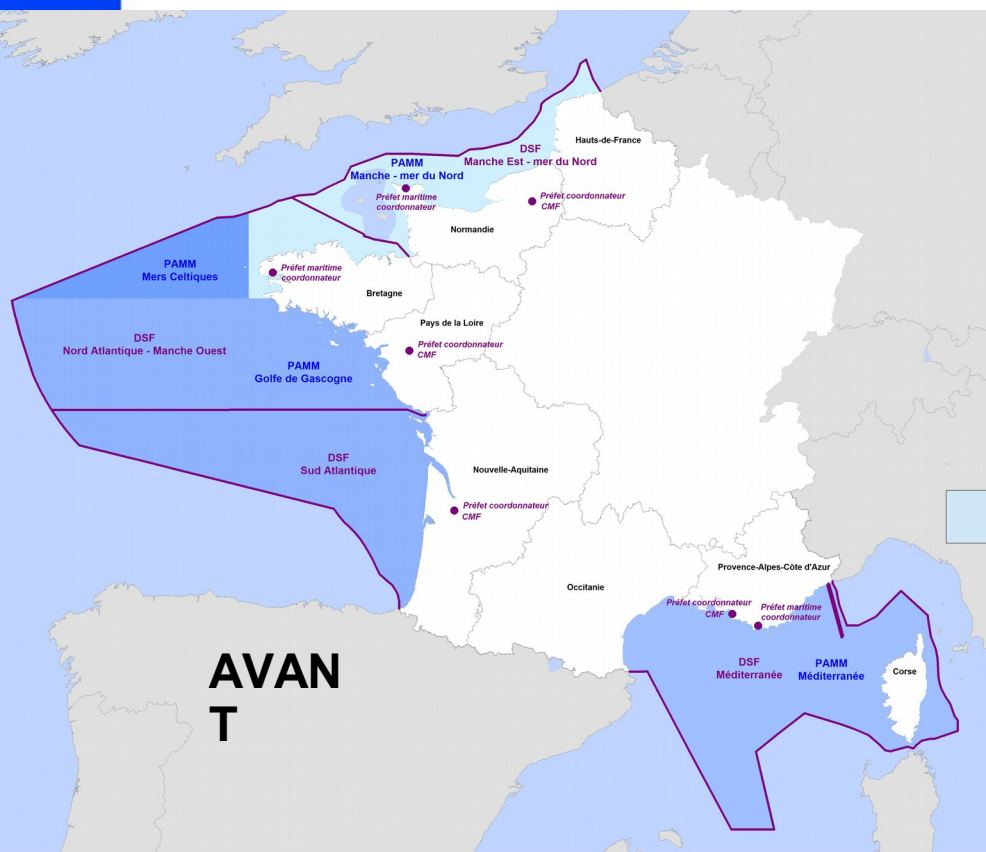 Hauts-de-France
DSF
Manche Est - mer du Nord
PAMM
Manche - mer du Nord
Préfet maritime
coordonnateur
Préfet coordonnateur
CMF
Normandie
PAMM
Mers Celtiques
Préfet maritime
coordonnateur
Bretagne
Pays de la Loire
DSF
Nord Atlantique - Manche Ouest
Préfet coordonnateur
CMF
PAMM
Golfe de Gascogne
DSF
Sud Atlantique
Nouvelle-Aquitaine
Préfet coordonnateur
CMF
Provence-Alpes-Côte d'Azur
Occitanie
Préfet coordonnateur
CMF
Préfet maritime
coordonnateur
DSF
Méditerranée
PAMM
Méditerranée
Corse
AVAN
T